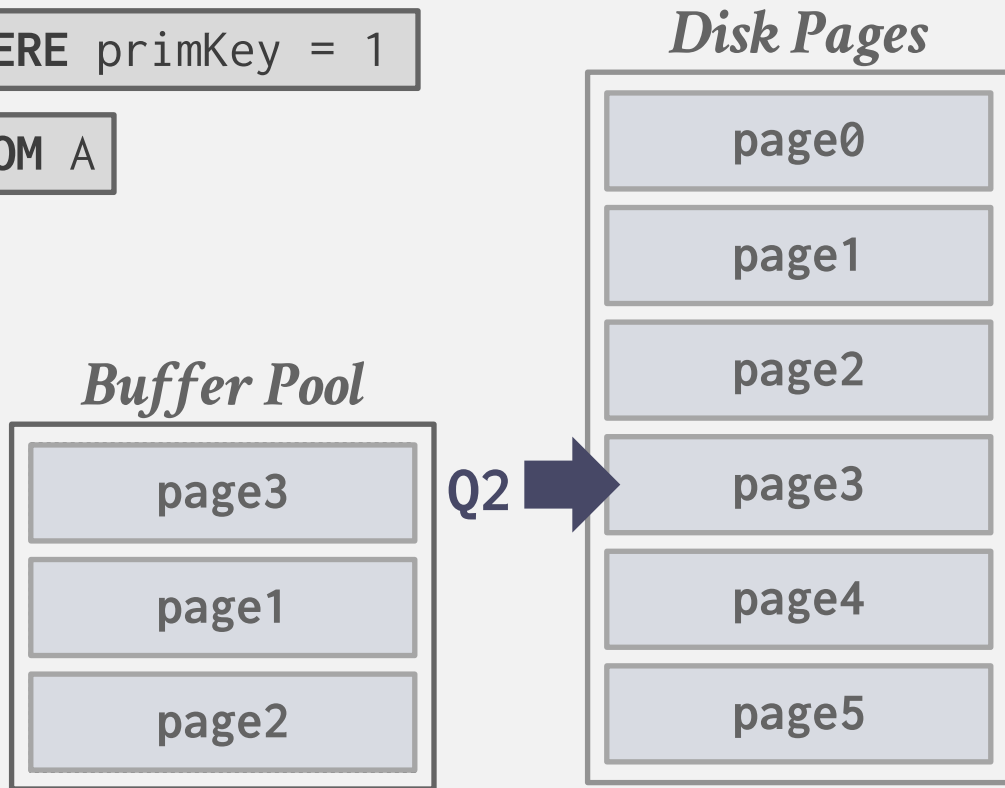 ERE primKey = 1
OM A
Disk Pages
page0
page1
page2
page3
page4
page5
Buffer Pool
page3
page1
page2
Q2